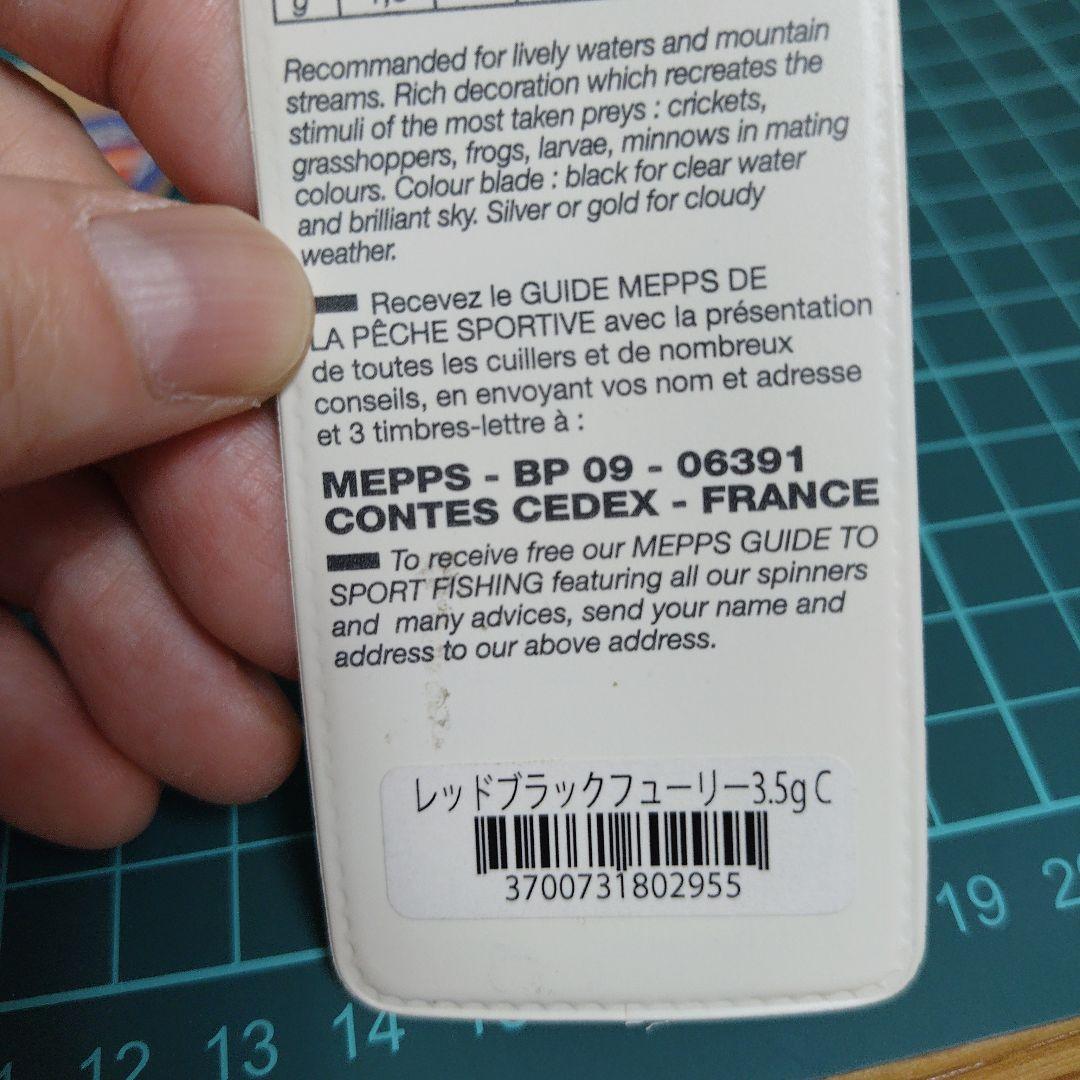 g
Recommanded for lively waters and mountain
streams. Rich decoration which recreates the
stimuli of the most taken preys : crickets,
grasshoppers, frogs, larvae, minnows in mating
colours. Colour blade : black for clear water
and brilliant sky. Silver or gold for cloudy
weather.
Recevez le GUIDE MEPPS DE
LA PÊCHE SPORTIVE avec la présentation
de toutes les cuillers et de nombreux
conseils, en envoyant vos nom et adresse
et 3 timbres-lettre à :
MEPPS - BP 09 - 06391
CONTES CEDEX - FRANCE
To receive free our MEPPS GUIDE TO
SPORT FISHING featuring all our spinners
and many advices, send your name and
address to our above address.
レッドブラックフューリー3.5g C
3700731802955
19
12 13 14